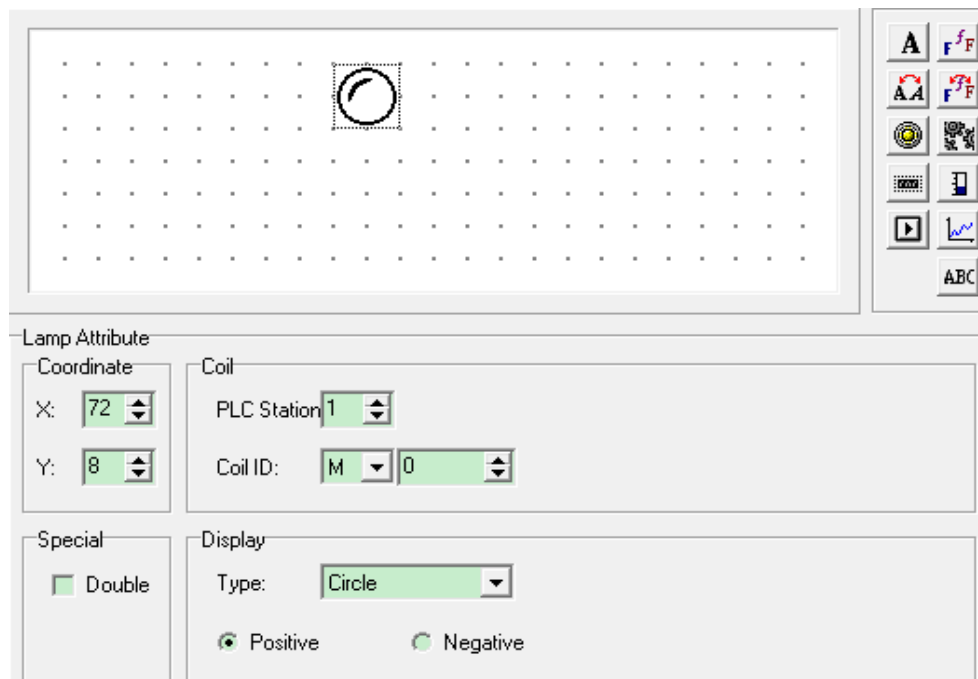 A
F f F
A A
F F F
ABC
Lamp Attribute
Coordinate
X: 72
Y: 8
Coil
PLC Station 1
Coil ID: M 0
Special
Double
Display
Type: Circle
Positive Negative